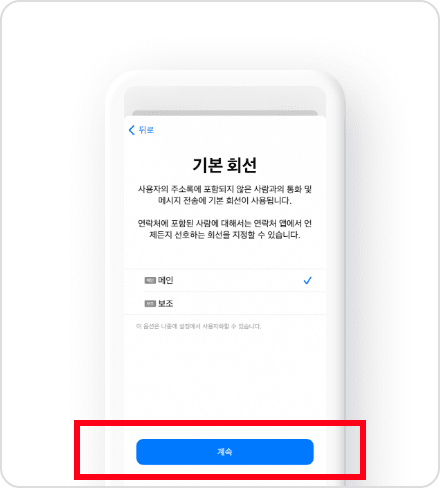 뒤로
기본 회선
사용자의 주소록에 포함되지 않은 사람과의 통화 및
메시지 전송에 기본 회선이 사용됩니다.
연락처에 포함된 사람에 대해서는 연락처 앱에서 언
제든지 선호하는 회선을 지정할 수 있습니다.
메인
보조
이 옵션은 나중에 설정에서 사용자화할 수 있습니다.
계속